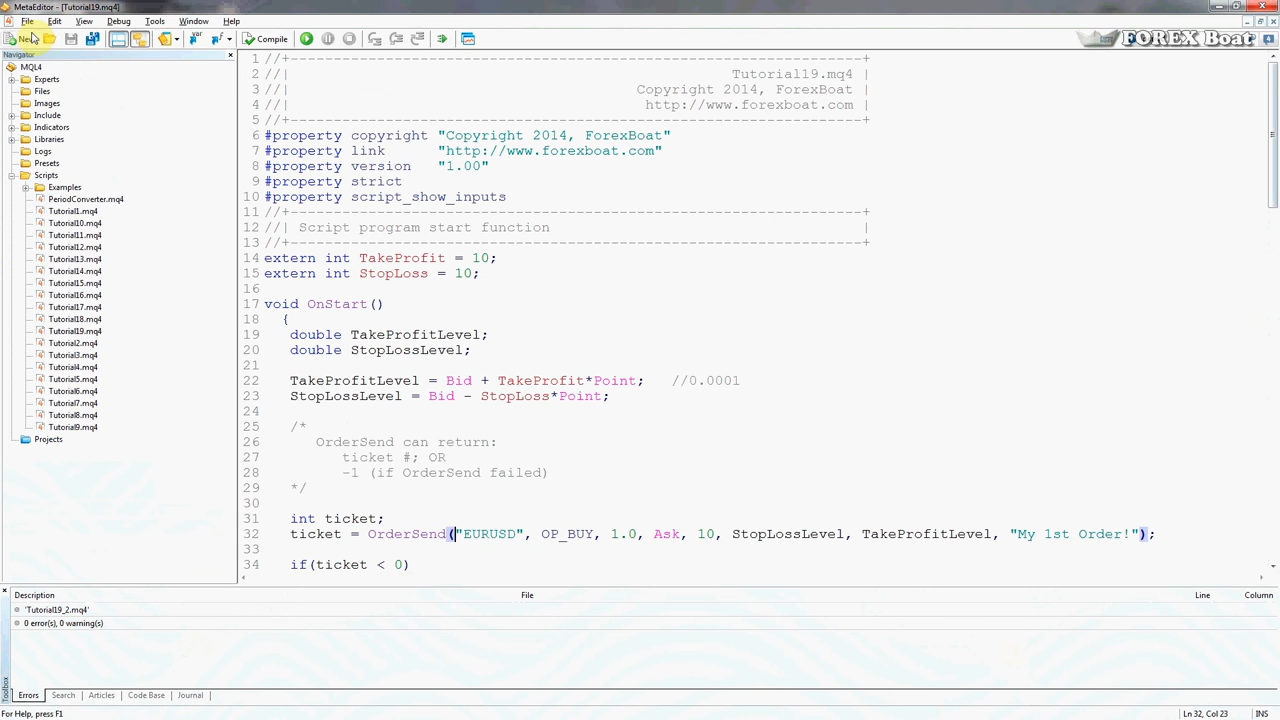 MetaEditor - [Tutorial19.mq4]
File Edit View Debug Tools Window Help
New Compile
FOREX Boat
Navigator
MQL4
Experts
Files
Images
Include
Indicators
Libraries
Logs
Presets
Scripts
Examples
PeriodConverter.mq4
Tutorial1.mq4
Tutorial10.mq4
Tutorial11.mq4
Tutorial12.mq4
Tutorial13.mq4
Tutorial14.mq4
Tutorial15.mq4
Tutorial16.mq4
Tutorial17.mq4
Tutorial18.mq4
Tutorial19.mq4
Tutorial2.mq4
Tutorial3.mq4
Tutorial4.mq4
Tutorial5.mq4
Tutorial6.mq4
Tutorial7.mq4
Tutorial8.mq4
Tutorial9.mq4
Projects
1 //+------------------------------------------------------------------+
2 //| Tutorial19.mq4 |
3 //| Copyright 2014, ForexBoat |
4 //| http://www.forexboat.com |
5 //+------------------------------------------------------------------+
6 #property copyright "Copyright 2014, ForexBoat"
7 #property link "http://www.forexboat.com"
8 #property version "1.00"
9 #property strict
10 #property script_show_inputs
11 //+------------------------------------------------------------------+
12 //| Script program start function |
13 //+------------------------------------------------------------------+
14 extern int TakeProfit = 10;
15 extern int StopLoss = 10;
16
17 void OnStart()
18 {
19 double TakeProfitLevel;
20 double StopLossLevel;
21
22 TakeProfitLevel = Bid + TakeProfit*Point; //0.0001
23 StopLossLevel = Bid - StopLoss*Point;
24
25 /*
26 OrderSend can return:
27 ticket #; OR
28 -1 (if OrderSend failed)
29 */
30
31 int ticket;
32 ticket = OrderSend("EURUSD", OP_BUY, 1.0, Ask, 10, StopLossLevel, TakeProfitLevel, "My 1st Order!");
33
34 if(ticket < 0)
Description File Line Column
'Tutorial19_2.mq4'
0 error(s), 0 warning(s)
Toolbox
Errors Search Articles Code Base Journal
For Help, press F1 Ln 32, Col 23 INS